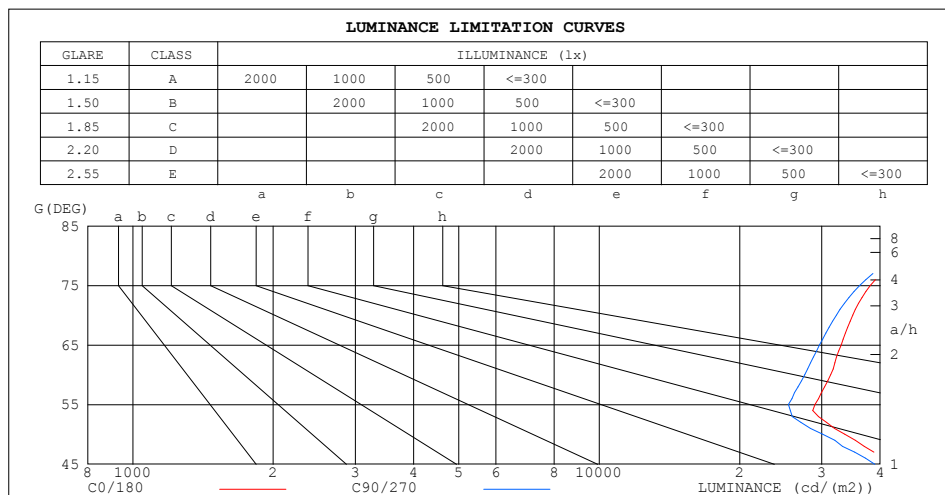 LUMINANCE LIMITATION CURVES
GLARE CLASS ILLUMINANCE (lx)
1.15 A 2000 1000 500 <=300
1.50 B 2000 1000 500 <=300
1.85 C 2000 1000 500 <=300
2.20 D 2000 1000 500 <=300
2.55 E 2000 1000 500 <=300
a b c d e f g h
G(DEG) a b c d e f g h
85
8
6
75 4
3
a/h
65 2
55
45 1
8 1000 2 3 4 5 6 8 10000 2 3 4
C0/180 C90/270 LUMINANCE (cd/(m2))